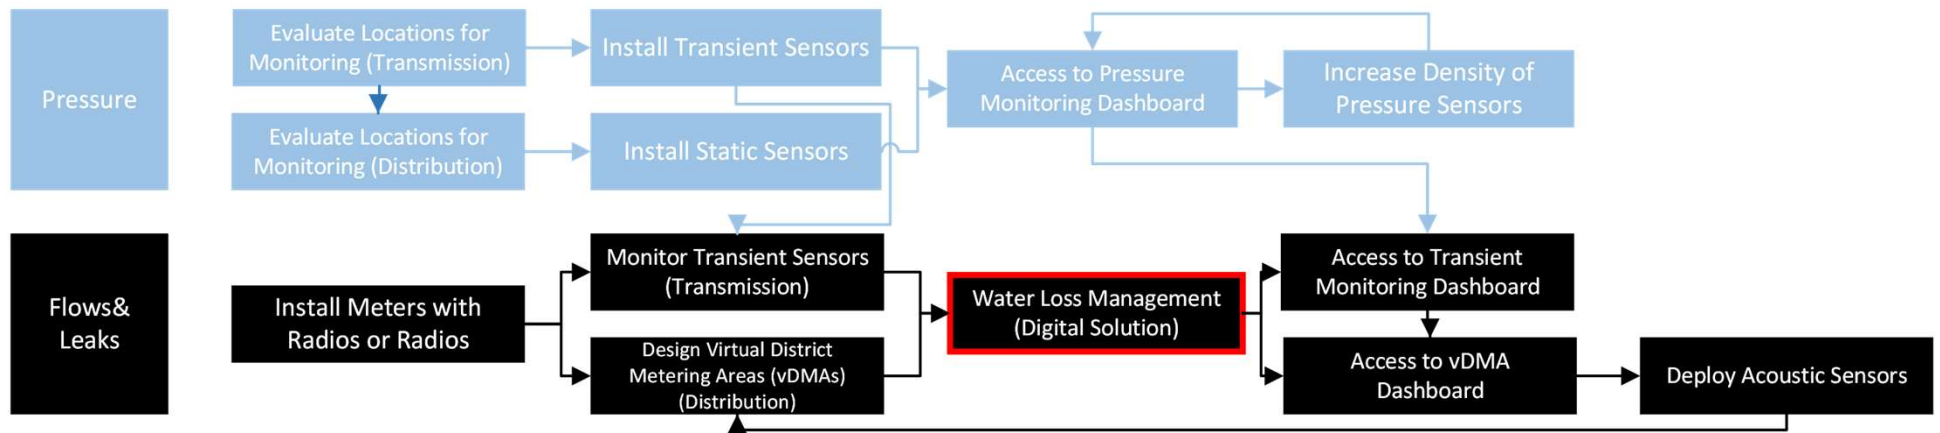 Pressure
Evaluate Locations for
Monitoring (Transmission)
Install Transient Sensors
Evaluate Locations for
Monitoring (Distribution)
Install Static Sensors
Access to Pressure
Monitoring Dashboard
Increase Density of
Pressure Sensors
Flows&
Leaks
Install Meters with
Radios or Radios
Monitor Transient Sensors
(Transmission)
Design Virtual District
Metering Areas (vDMAs)
(Distribution)
Water Loss Management
(Digital Solution)
Access to Transient
Monitoring Dashboard
Access to vDMA
Dashboard
Deploy Acoustic Sensors